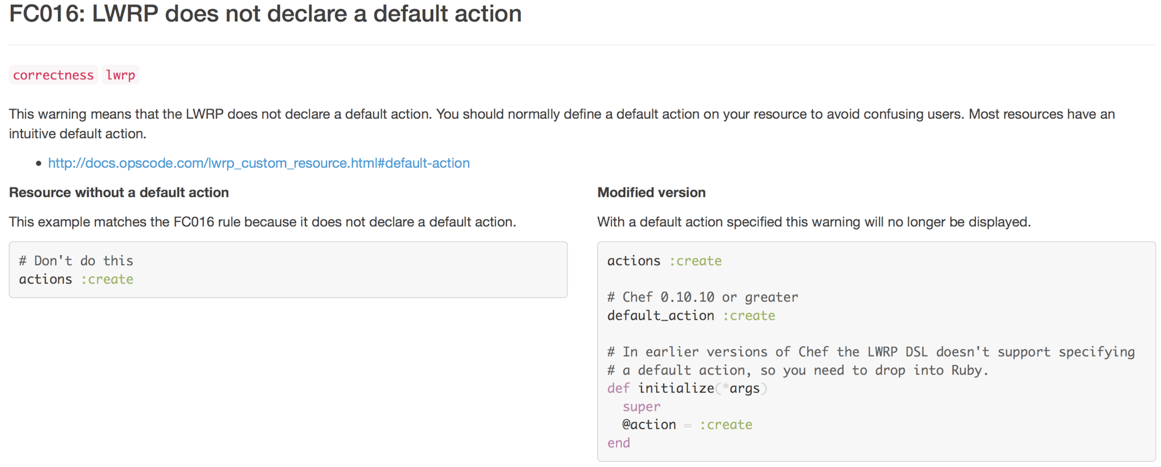 FC016: LWRP does not declare a default action
correctness lwrp
This warning means that the LWRP does not declare a default action. You should normally define a default action on your resource to avoid confusing users. Most resources have an
intuitive default action.
• http://docs.opscode.com/lwrp_custom_resource.html#default-action
Resource without a default action
This example matches the FC016 rule because it does not declare a default action.
# Don't do this
actions :create
Modified version
With a default action specified this warning will no longer be displayed.
actions :create
# Chef 0.10.10 or greater
default_action :create
# In earlier versions of Chef the LWRP DSL doesn't support specifying
# a default action, so you need to drop into Ruby.
def initialize(*args)
  super
  @action = :create
end